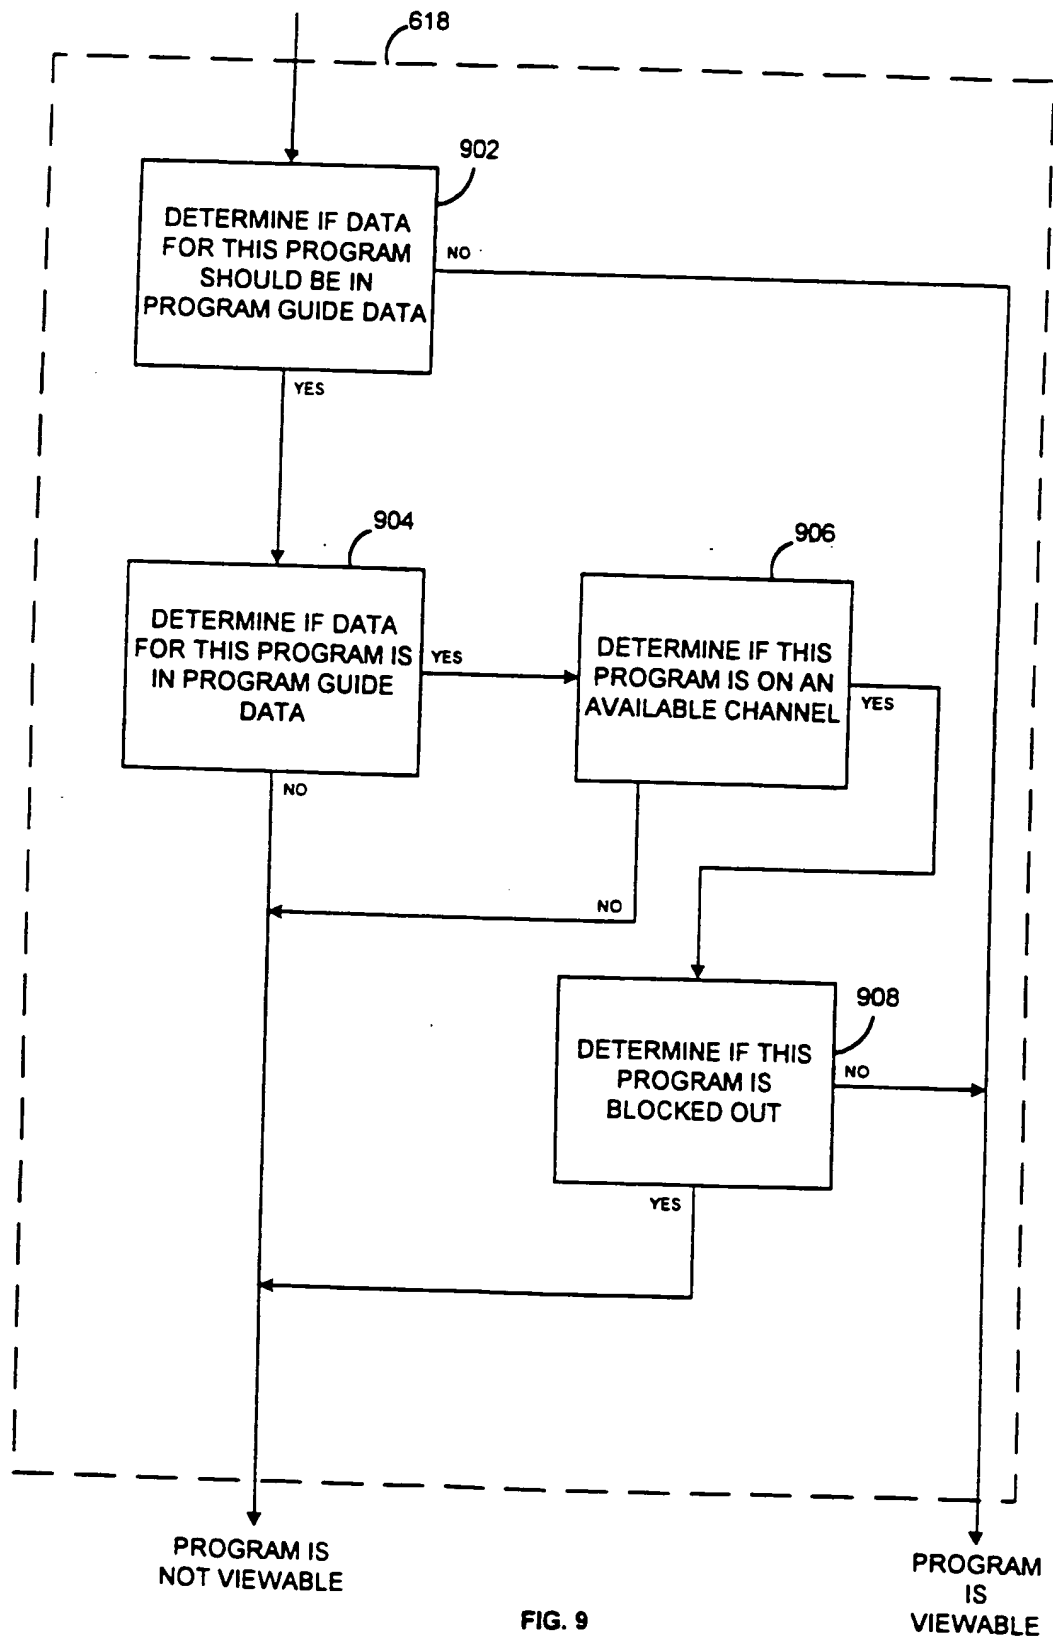 618
902
DETERMINE IF DATA
FOR THIS PROGRAM
SHOULD BE IN
PROGRAM GUIDE DATA
NO
YES
904
DETERMINE IF DATA
FOR THIS PROGRAM IS
IN PROGRAM GUIDE
DATA
YES
NO
906
DETERMINE IF THIS
PROGRAM IS ON AN
AVAILABLE CHANNEL
YES
NO
908
DETERMINE IF THIS
PROGRAM IS
BLOCKED OUT
NO
YES
PROGRAM IS
NOT VIEWABLE
PROGRAM
IS
VIEWABLE
FIG. 9